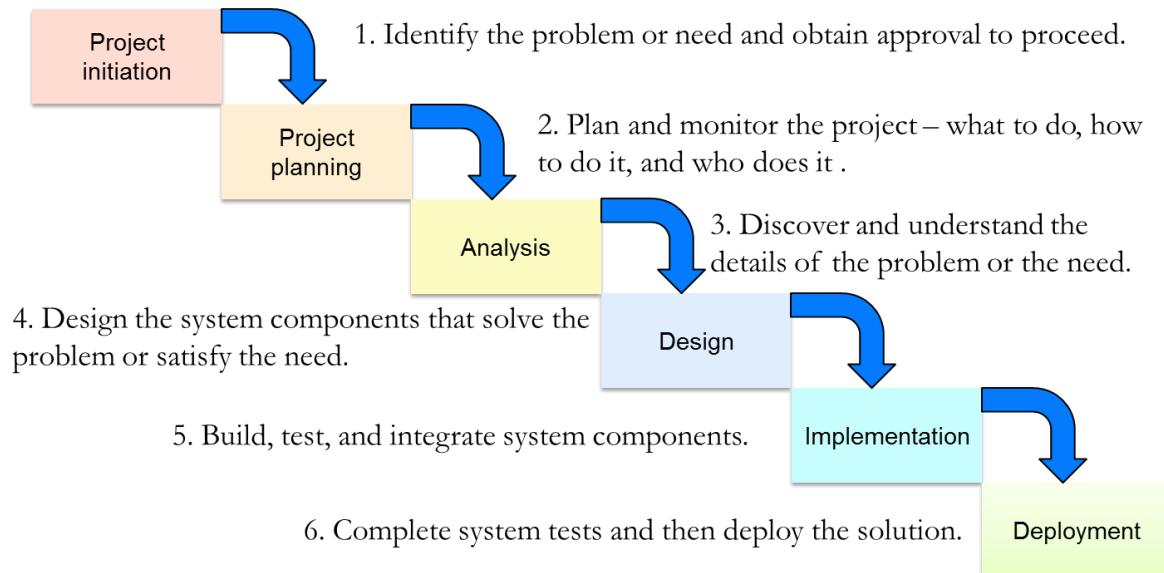 Project
initiation
1. Identify the problem or need and obtain approval to proceed.
Project
planning
2. Plan and monitor the project – what to do, how
to do it, and who does it .
Analysis
3. Discover and understand the
details of the problem or the need.
4. Design the system components that solve the
problem or satisfy the need.
Design
5. Build, test, and integrate system components.
Implementation
6. Complete system tests and then deploy the solution.
Deployment